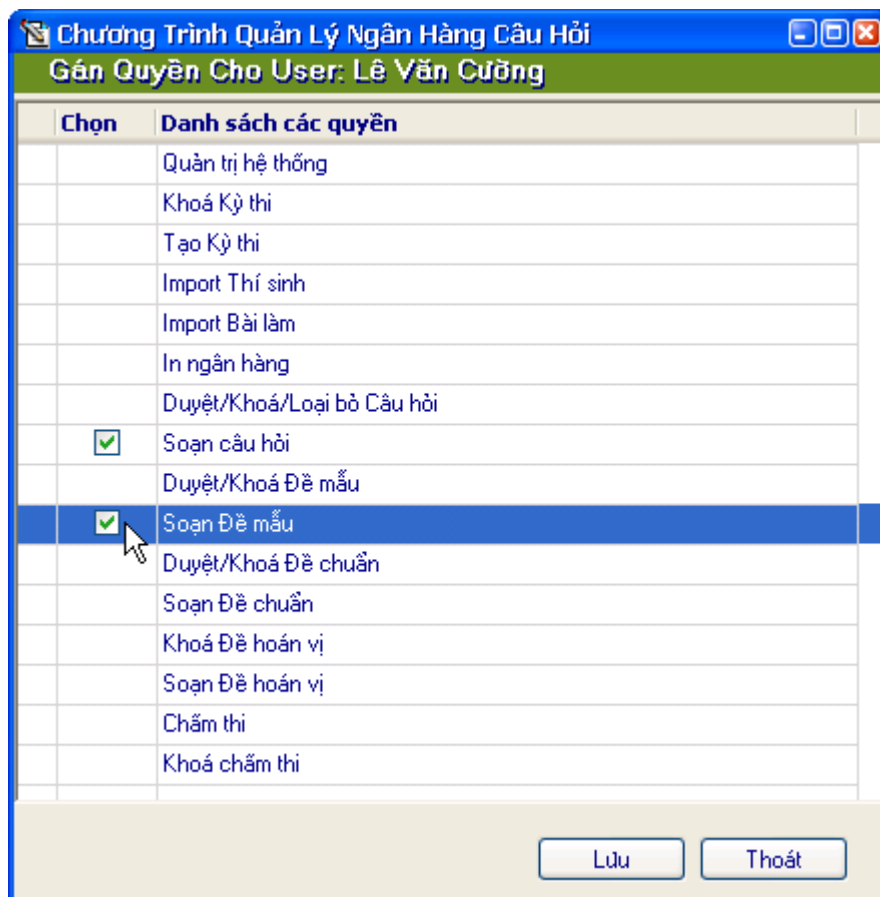 Chương Trình Quản Lý Ngân Hàng Câu Hỏi
Gán Quyền Cho User: Lê Văn Cường
Chọn Danh sách các quyền
Quản trị hệ thống
Khoá Kỳ thi
Tạo Kỳ thi
Import Thí sinh
Import Bài làm
In ngân hàng
Duyệt/Khoá/Loại bỏ Câu hỏi
Soạn câu hỏi
Duyệt/Khoá Đề mẫu
Soạn Đề mẫu
Duyệt/Khoá Đề chuẩn
Soạn Đề chuẩn
Khoá Đề hoán vị
Soạn Đề hoán vị
Chấm thi
Khoá chấm thi
Lưu Thoát